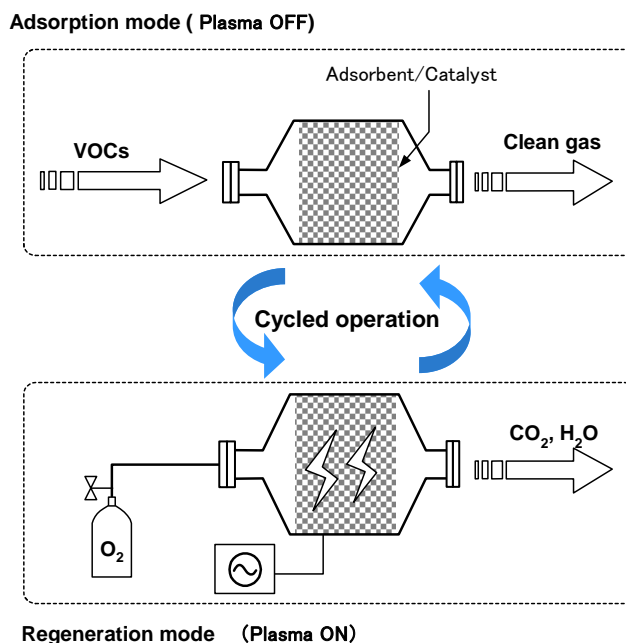 Adsorption mode ( Plasma OFF)
Adsorbent/Catalyst
VOCs
Clean gas
Cycled operation
CO₂, H₂O
O₂
Regeneration mode (Plasma ON)